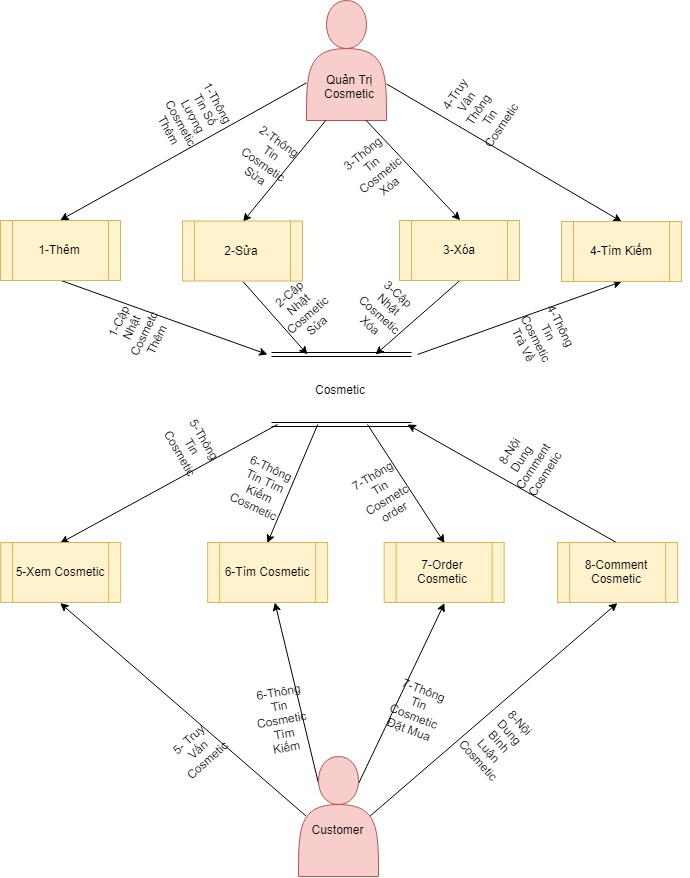 Quản Trị
Cosmetic
1-Thông
Tin Số
Lượng
Cosmetic
Thêm
2-Thông
Tin
Cosmetic
Sửa
3-Thông
Tin
Cosmetic
Xóa
4-Truy
Vân
Thông
Tin
Cosmetic
1-Thêm
2-Sửa
3-Xóa
4-Tìm Kiếm
1-Cập
Nhật
Cosmetc
Thêm
2-Cập
Nhật
Cosmetic
Sửa
3-Cập
Nhật
Cosmetic
Xóa
4-Thông
Tin
Cosmetic
Trả Về
Cosmetic
5-Thông
Tin
Cosmetic
6-Thông
Tin Tìm
Kiếm
Cosmetic
7-Thông
Tin
Cosmetc
order
8-Nội
Dung
Comment
Cosmetic
5-Xem Cosmetic
6-Tìm Cosmetic
7-Order
Cosmetic
8-Comment
Cosmetic
5- Truy
Vấn
Cosmetic
6-Thông
Tin
Cosmetic
Tìm
Kiếm
7-Thông
Tin
Cosmetic
Đặt Mua
8-Nội
Dung
Bình
Luận
Cosmetic
Customer